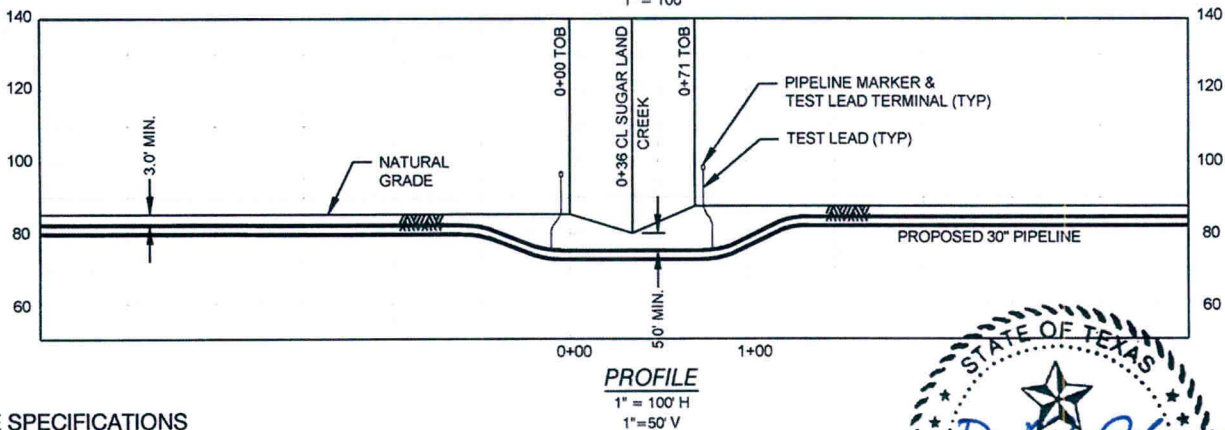 1" = 100'
140
140
120
120
100
100
80
80
60
60
3.0' MIN.
NATURAL
GRADE
0+00 TOB
0+36 CL SUGAR LAND
CREEK
0+71 TOB
PIPELINE MARKER &
TEST LEAD TERMINAL (TYP)
TEST LEAD (TYP)
PROPOSED 30" PIPELINE
5.0' MIN.
0+00
1+00
PROFILE
1" = 100' H
1"=50' V
E SPECIFICATIONS
STATE OF TEXAS